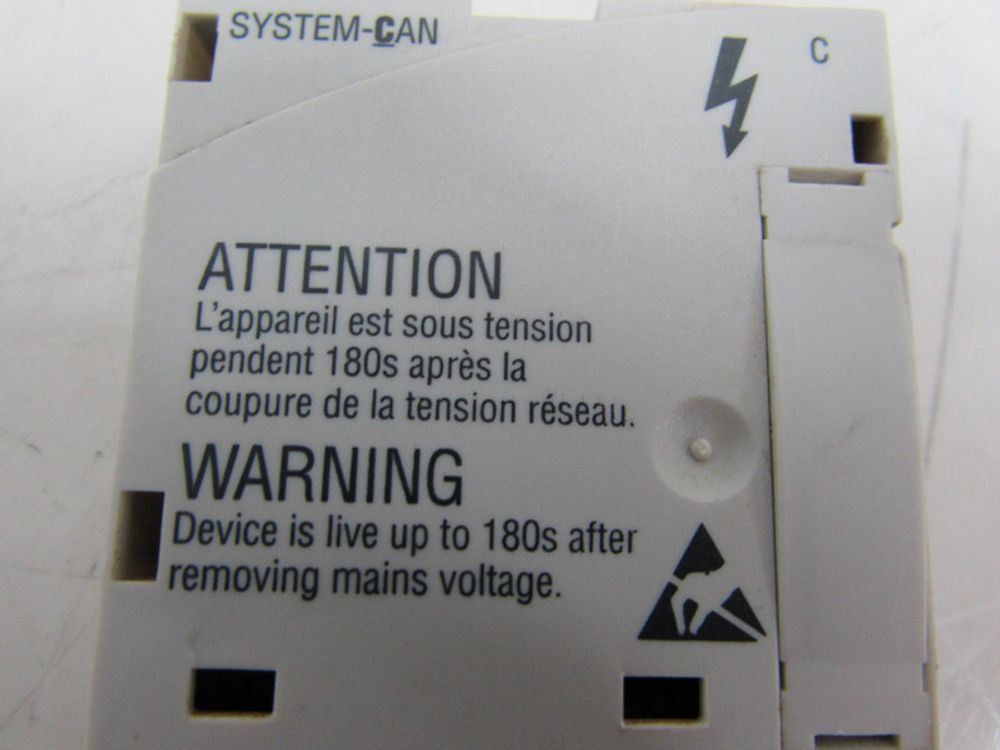 SYSTEM-CAN
C
ATTENTION
L'appareil est sous tension
pendent 180s après la
coupure de la tension réseau.
WARNING
Device is live up to 180s after
removing mains voltage.